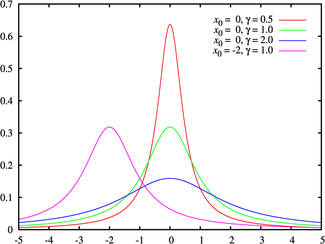 0.7
0.6
0.5
0.4
0.3
0.2
0.1
0
x₀ = 0, γ = 0.5
x₀ = 0, γ = 1.0
x₀ = 0, γ = 2.0
x₀ = -2, γ = 1.0
-5 -4 -3 -2 -1 0 1 2 3 4